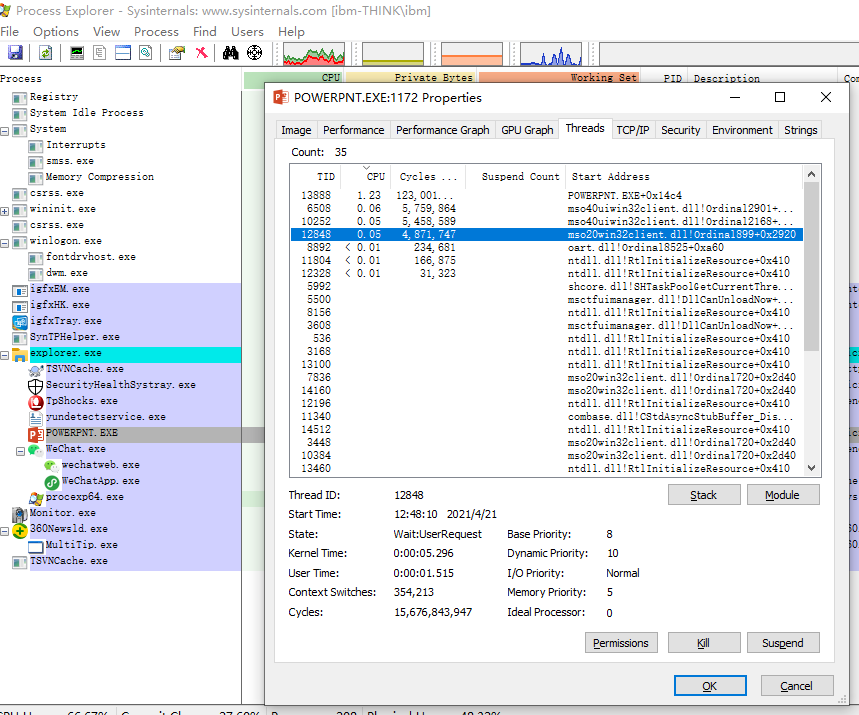 Process Explorer - Sysinternals: www.sysinternals.com [ibm-THINK\ibm]
File Options View Process Find Users Help
Process CPU Private Bytes Working Set PID Description Con
Registry
System Idle Process
System
Interrupts
smss.exe
Memory Compression
csrss.exe
wininit.exe
csrss.exe
winlogon.exe
fontdrvhost.exe
dwm.exe
igfxEM.exe
igfxHK.exe
igfxTray.exe
SynTPHelper.exe
explorer.exe
TSVNCache.exe
SecurityHealthSystray.exe
TpShocks.exe
yundetectservice.exe
POWERPNT.EXE
WeChat.exe
wechatweb.exe
WeChatApp.exe
procexp64.exe
Monitor.exe
360Newsld.exe
MultiTip.exe
TSVNCache.exe
POWERPNT.EXE:1172 Properties
Image Performance Performance Graph GPU Graph Threads TCP/IP Security Environment Strings
Count: 35
TID CPU Cycles ... Suspend Count Start Address
13888 1.23 123,001... POWERPNT.EXE+0x14c4
6508 0.06 5,759,864 mso40uiwin32client.dll!Ordinal2901+...
10252 0.05 5,458,589 mso40uiwin32client.dll!Ordinal2168+...
12848 0.05 4,871,747 mso20win32client.dll!Ordinal899+0x2920
8892 < 0.01 234,681 oart.dll!Ordinal8525+0xa60
11804 < 0.01 166,875 ntdll.dll!RtlInitializeResource+0x410
12328 < 0.01 31,323 ntdll.dll!RtlInitializeResource+0x410
5992 shcore.dll!SHTaskPoolGetCurrentThre...
5500 msctfuimanager.dll!DllCanUnloadNow+...
8156 ntdll.dll!RtlInitializeResource+0x410
3608 msctfuimanager.dll!DllCanUnloadNow+...
536 ntdll.dll!RtlInitializeResource+0x410
3168 ntdll.dll!RtlInitializeResource+0x410
13100 ntdll.dll!RtlInitializeResource+0x410
7836 mso20win32client.dll!Ordinal720+0x2d40
14160 mso20win32client.dll!Ordinal720+0x2d40
12196 ntdll.dll!RtlInitializeResource+0x410
11340 combase.dll!CStdAsyncStubBuffer_Dis...
14512 ntdll.dll!RtlInitializeResource+0x410
3448 mso20win32client.dll!Ordinal720+0x2d40
10384 mso20win32client.dll!Ordinal720+0x2d40
13460 ntdll.dll!RtlInitializeResource+0x410
Thread ID: 12848 Stack Module
Start Time: 12:48:10 2021/4/21
State: Wait:UserRequest Base Priority: 8
Kernel Time: 0:00:05.296 Dynamic Priority: 10
User Time: 0:00:01.515 I/O Priority: Normal
Context Switches: 354,213 Memory Priority: 5
Cycles: 15,676,843,947 Ideal Processor: 0
Permissions Kill Suspend
OK Cancel